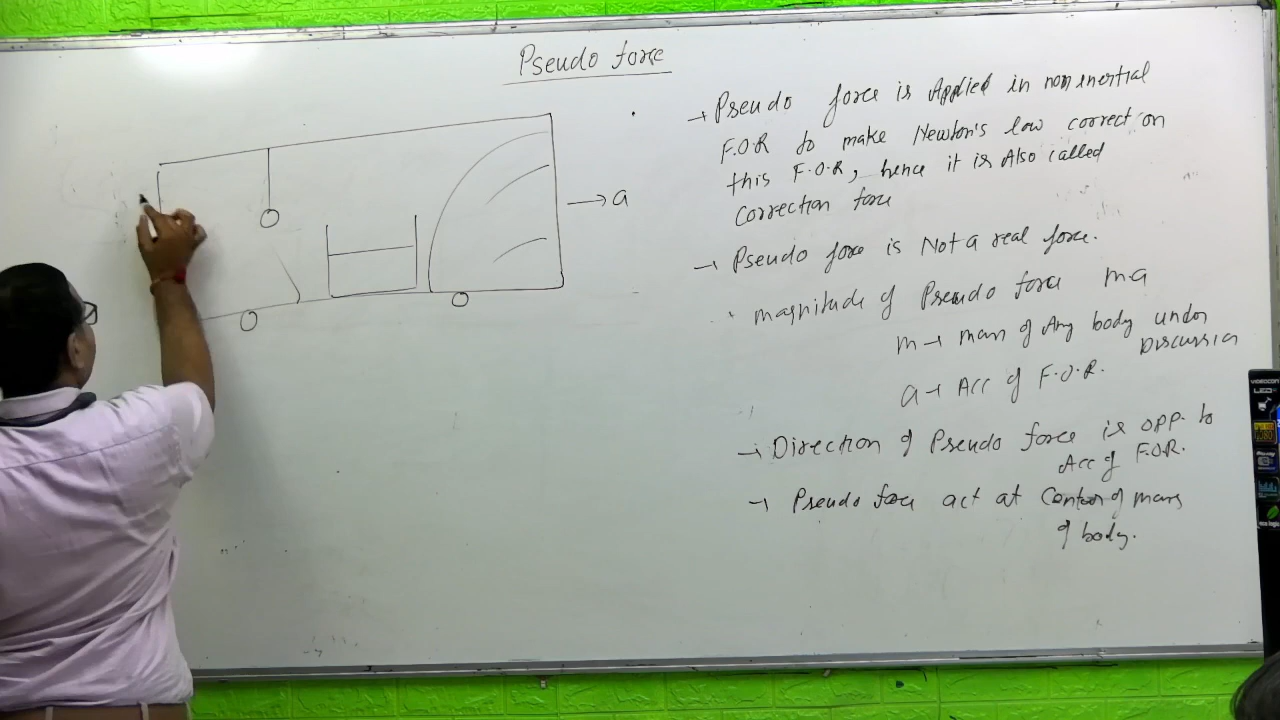 Pseudo force
→ Pseudo force is Applied in non inertial
F.O.R to make Newton's law correct on
this F.O.R, hence it is Also called
correction force
→ Pseudo force is Not a real force.
magnitude of Pseudo force ma
m → mass of Any body under
Discussion
a → Acc of F.O.R.
→ Direction of Pseudo force is opp. to
Acc of F.O.R.
→ Pseudo force act at Center of mass
of body.
→ a
VIDEOCON
LED